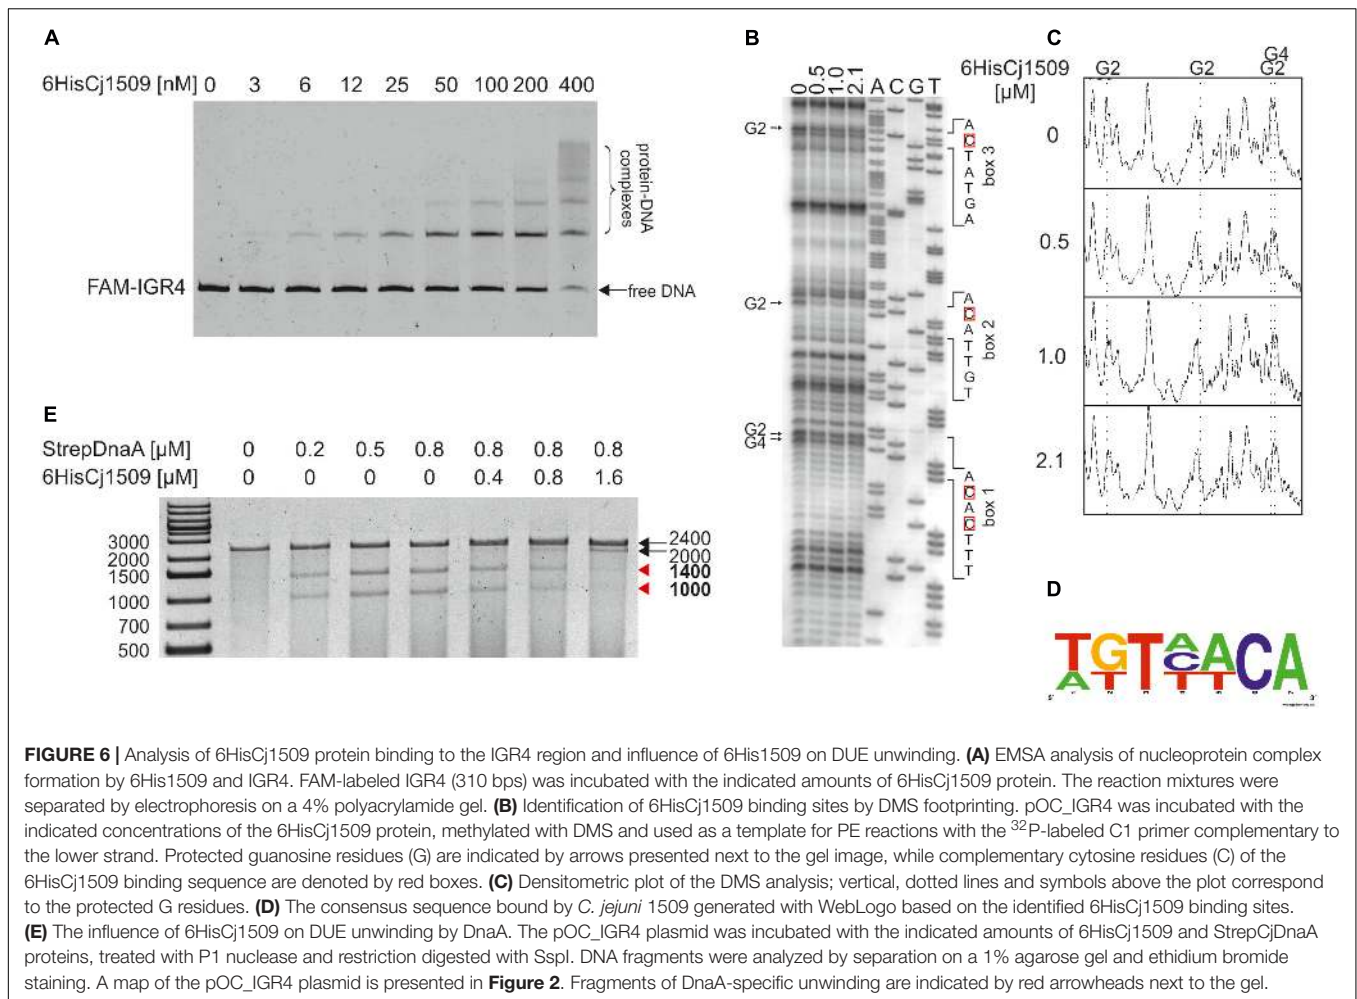 A
6HisCj1509 [nM] 0 3 6 12 25 50 100 200 400
protein-DNA
complexes
FAM-IGR4
free DNA
B
0 0.5 1.0 2.1 A C G T
G2
G2
G2
G4
A
C
T
A
T
G
A
box 3
A
C
A
T
T
G
T
box 2
A
C
A
C
T
T
T
box 1
C
6HisCj1509
[µM]
G2 G2 G4
G2
0
0.5
1.0
2.1
D
TGTAACA
CTT
ATT
5' 3'
E
StrepDnaA [µM] 0 0.2 0.5 0.8 0.8 0.8 0.8
6HisCj1509 [µM] 0 0 0 0 0.4 0.8 1.6
3000
2000
1500
1000
700
500
2400
2000
1400
1000
FIGURE 6 | Analysis of 6HisCj1509 protein binding to the IGR4 region and influence of 6His1509 on DUE unwinding. (A) EMSA analysis of nucleoprotein complex
formation by 6His1509 and IGR4. FAM-labeled IGR4 (310 bps) was incubated with the indicated amounts of 6HisCj1509 protein. The reaction mixtures were
separated by electrophoresis on a 4% polyacrylamide gel. (B) Identification of 6HisCj1509 binding sites by DMS footprinting. pOC_IGR4 was incubated with the
indicated concentrations of the 6HisCj1509 protein, methylated with DMS and used as a template for PE reactions with the ³²P-labeled C1 primer complementary to
the lower strand. Protected guanosine residues (G) are indicated by arrows presented next to the gel image, while complementary cytosine residues (C) of the
6HisCj1509 binding sequence are denoted by red boxes. (C) Densitometric plot of the DMS analysis; vertical, dotted lines and symbols above the plot correspond
to the protected G residues. (D) The consensus sequence bound by C. jejuni 1509 generated with WebLogo based on the identified 6HisCj1509 binding sites.
(E) The influence of 6HisCj1509 on DUE unwinding by DnaA. The pOC_IGR4 plasmid was incubated with the indicated amounts of 6HisCj1509 and StrepCjDnaA
proteins, treated with P1 nuclease and restriction digested with SspI. DNA fragments were analyzed by separation on a 1% agarose gel and ethidium bromide
staining. A map of the pOC_IGR4 plasmid is presented in Figure 2. Fragments of DnaA-specific unwinding are indicated by red arrowheads next to the gel.